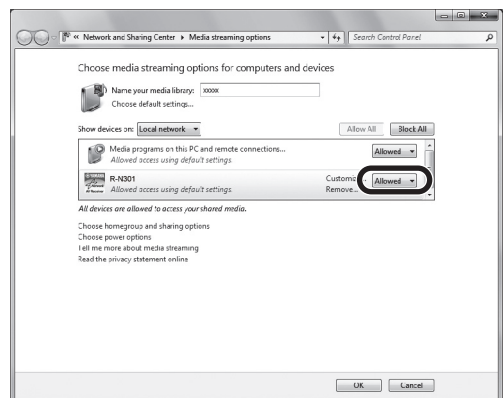 « Network and Sharing Center ▸ Media streaming options
Search Control Panel
Choose media streaming options for computers and devices
Name your media library: xxxxx
Choose default settings...
Show devices on: Local network
Allow All
Block All
Media programs on this PC and remote connections...
Allowed access using default settings
Allowed
R-N301
Allowed access using default settings
Customize...
Remove...
Allowed
All devices are allowed to access your shared media.
Choose homegroup and sharing options
Choose power options
Tell me more about media streaming
Read the privacy statement online
OK
Cancel